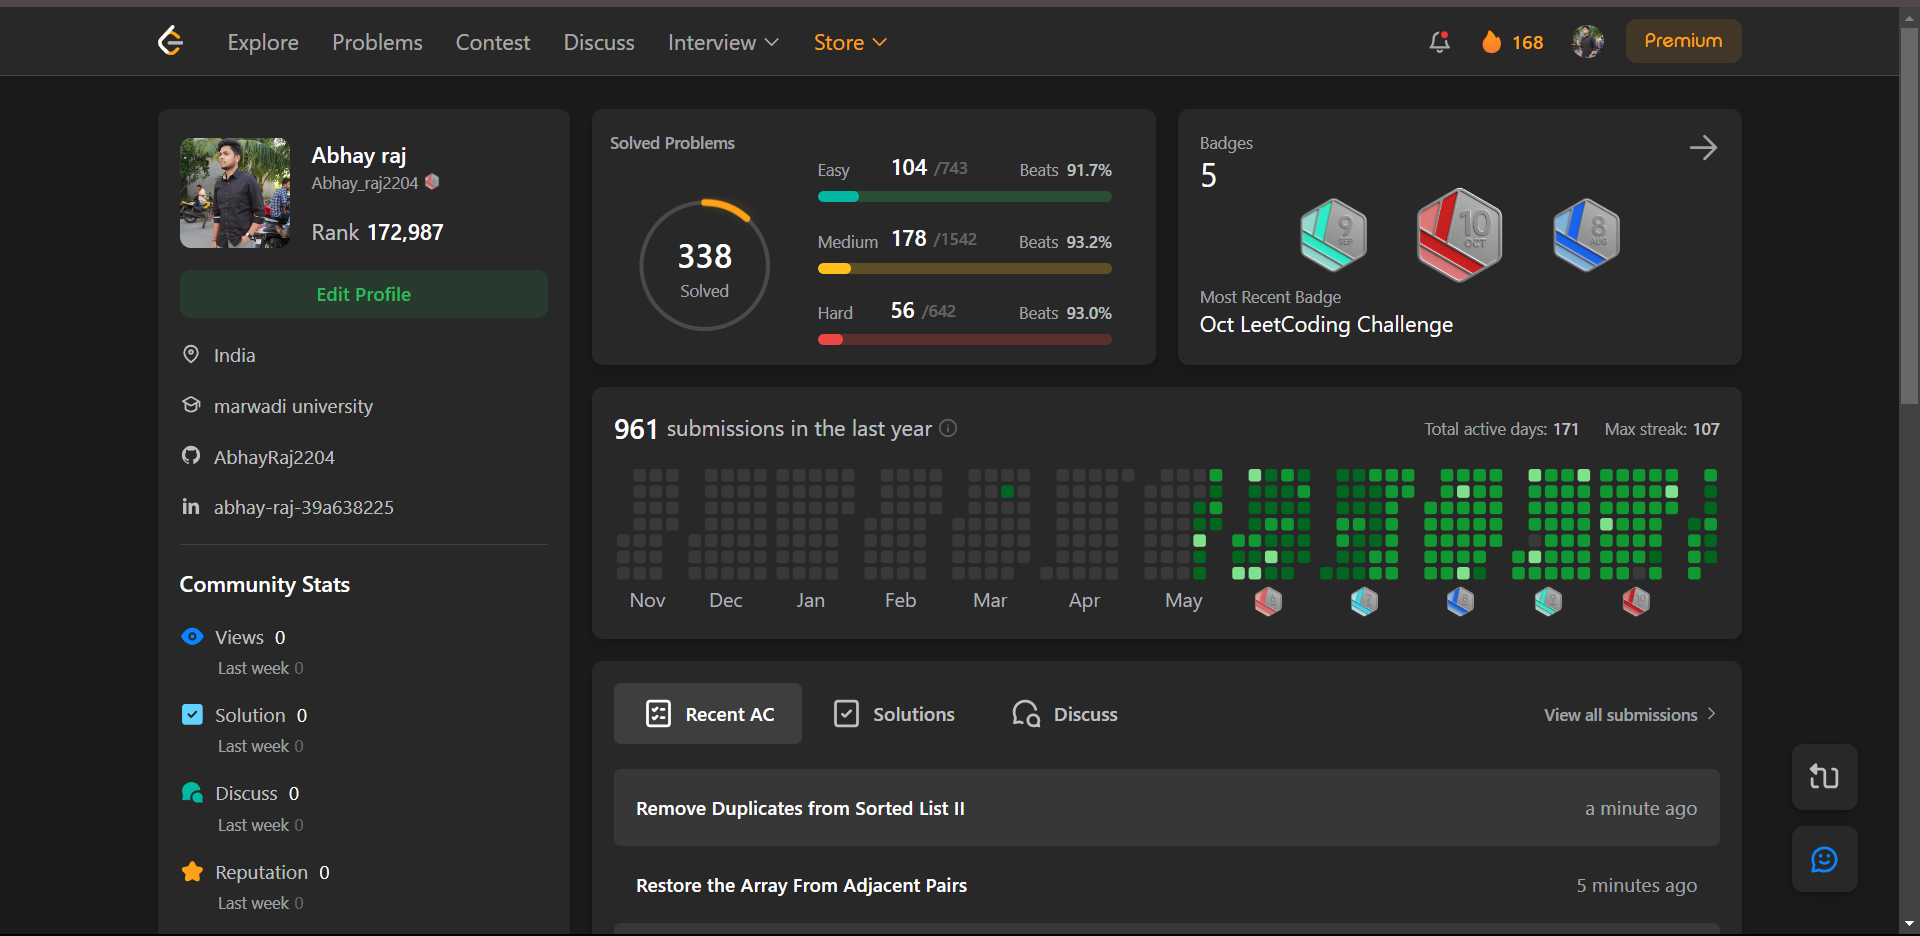 Explore Problems Contest Discuss Interview Store 168 Premium
Abhay raj
Abhay_raj2204
Rank 172,987
Edit Profile
India
marwadi university
AbhayRaj2204
abhay-raj-39a638225
Community Stats
Views 0
Last week 0
Solution 0
Last week 0
Discuss 0
Last week 0
Reputation 0
Last week 0
Solved Problems
338
Solved
Easy 104 /743 Beats 91.7%
Medium 178 /1542 Beats 93.2%
Hard 56 /642 Beats 93.0%
Badges
5
9 SEP
10 OCT
8 AUG
Most Recent Badge
Oct LeetCoding Challenge
961 submissions in the last year Total active days: 171 Max streak: 107
Nov Dec Jan Feb Mar Apr May
Recent AC Solutions Discuss View all submissions
Remove Duplicates from Sorted List II a minute ago
Restore the Array From Adjacent Pairs 5 minutes ago